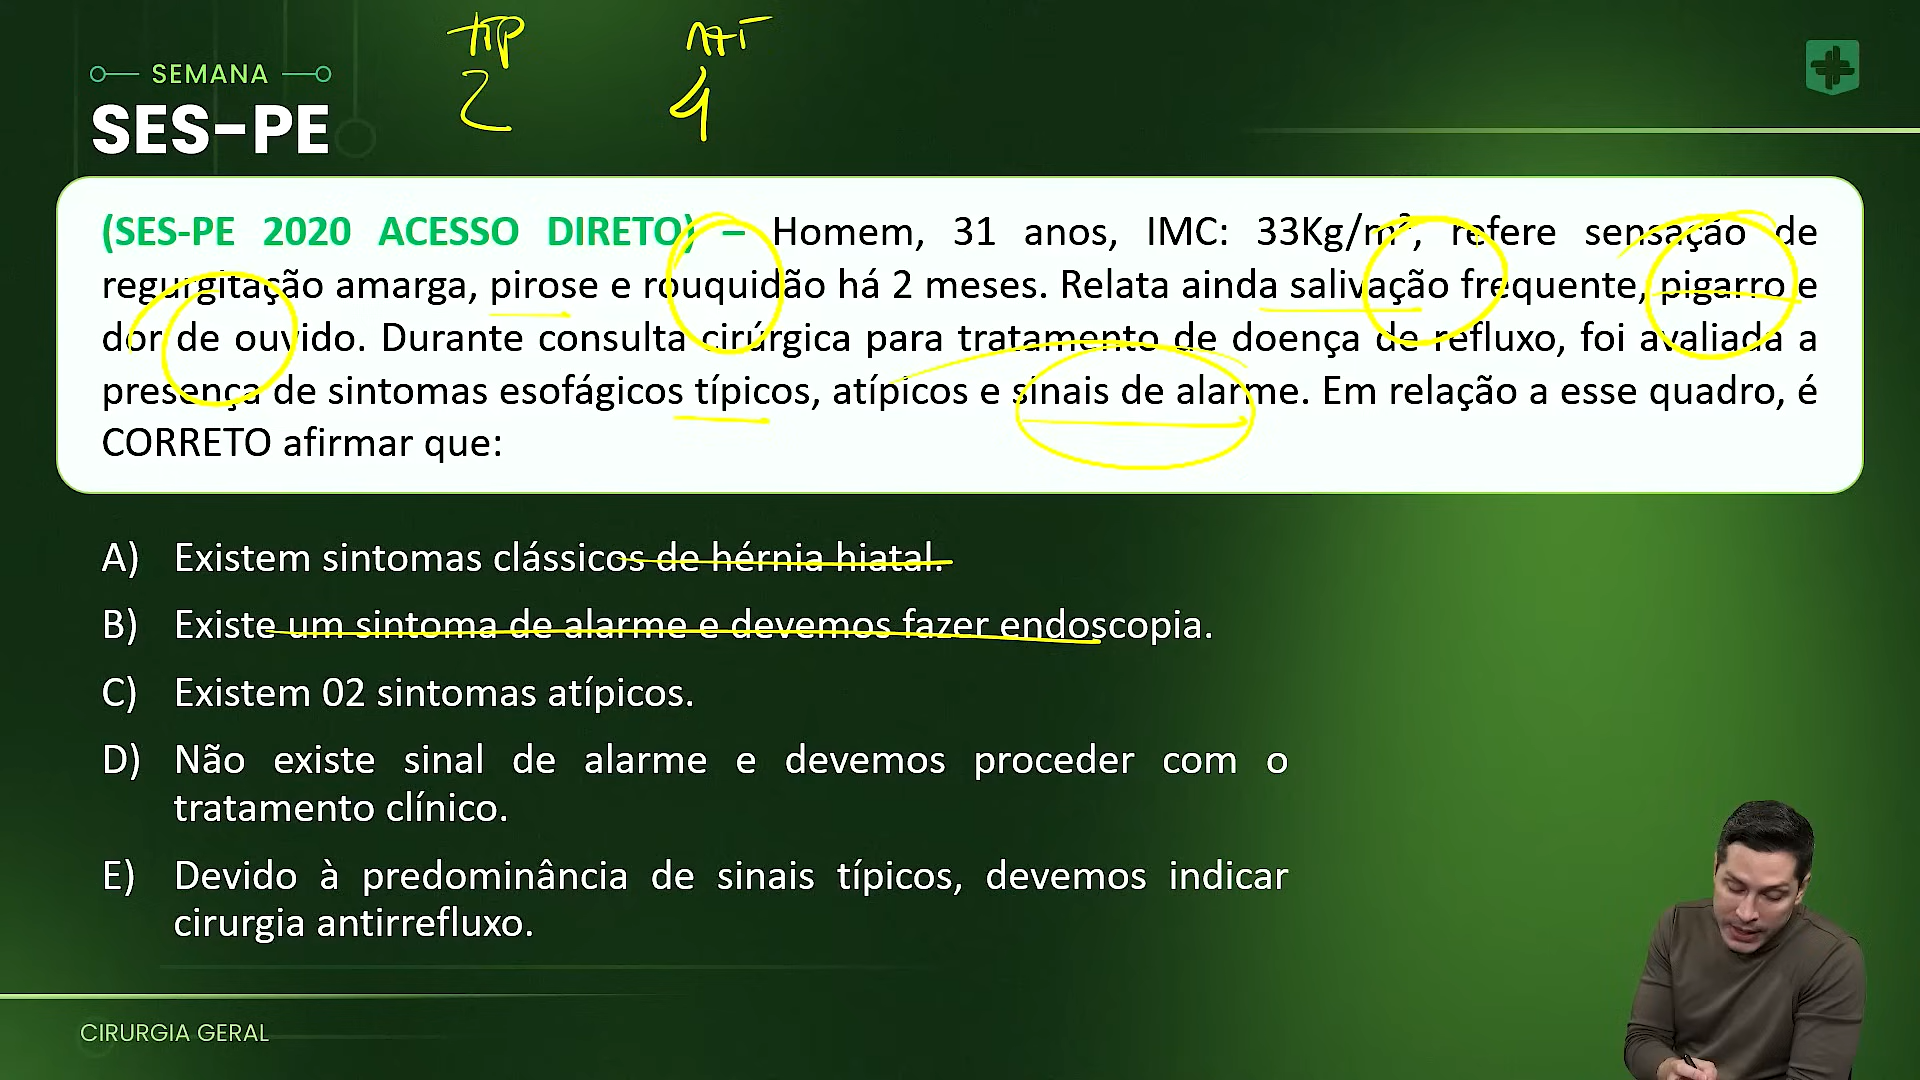 tip
ATÍ
2
4
SEMANA
SES-PE
(SES-PE 2020 ACESSO DIRETO) – Homem, 31 anos, IMC: 33Kg/m², refere sensação de
regurgitação amarga, pirose e rouquidão há 2 meses. Relata ainda salivação frequente, pigarro e
dor de ouvido. Durante consulta cirúrgica para tratamento de doença de refluxo, foi avaliada a
presença de sintomas esofágicos típicos, atípicos e sinais de alarme. Em relação a esse quadro, é
CORRETO afirmar que:
A) Existem sintomas clássicos de hérnia hiatal.
B) Existe um sintoma de alarme e devemos fazer endoscopia.
C) Existem 02 sintomas atípicos.
D) Não existe sinal de alarme e devemos proceder com o
tratamento clínico.
E) Devido à predominância de sinais típicos, devemos indicar
cirurgia antirrefluxo.
CIRURGIA GERAL